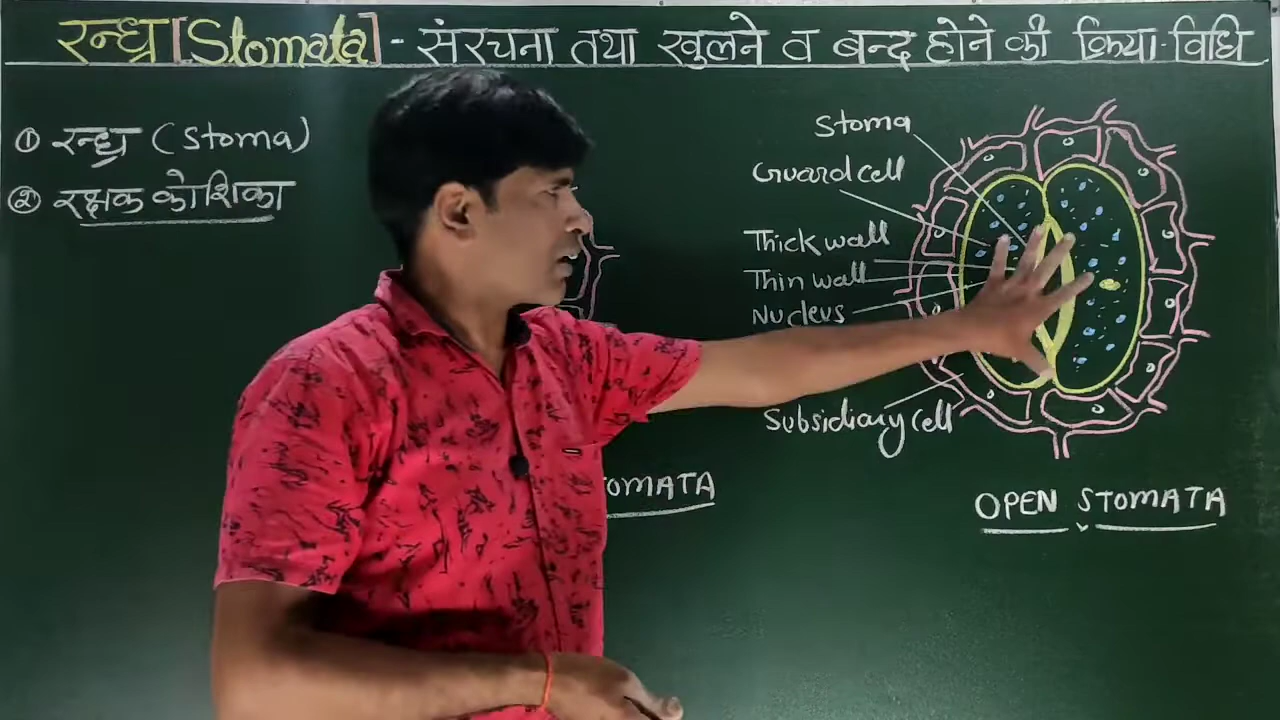 रन्ध्र [Stomata] - संरचना तथा खुलने व बन्द होने की क्रिया-विधि
① रन्ध्र (Stoma)
② रक्षक कोशिका
Stoma
Guard cell
Thick wall
Thin wall
Nucleus
Subsidiary cell
OMATA
OPEN STOMATA